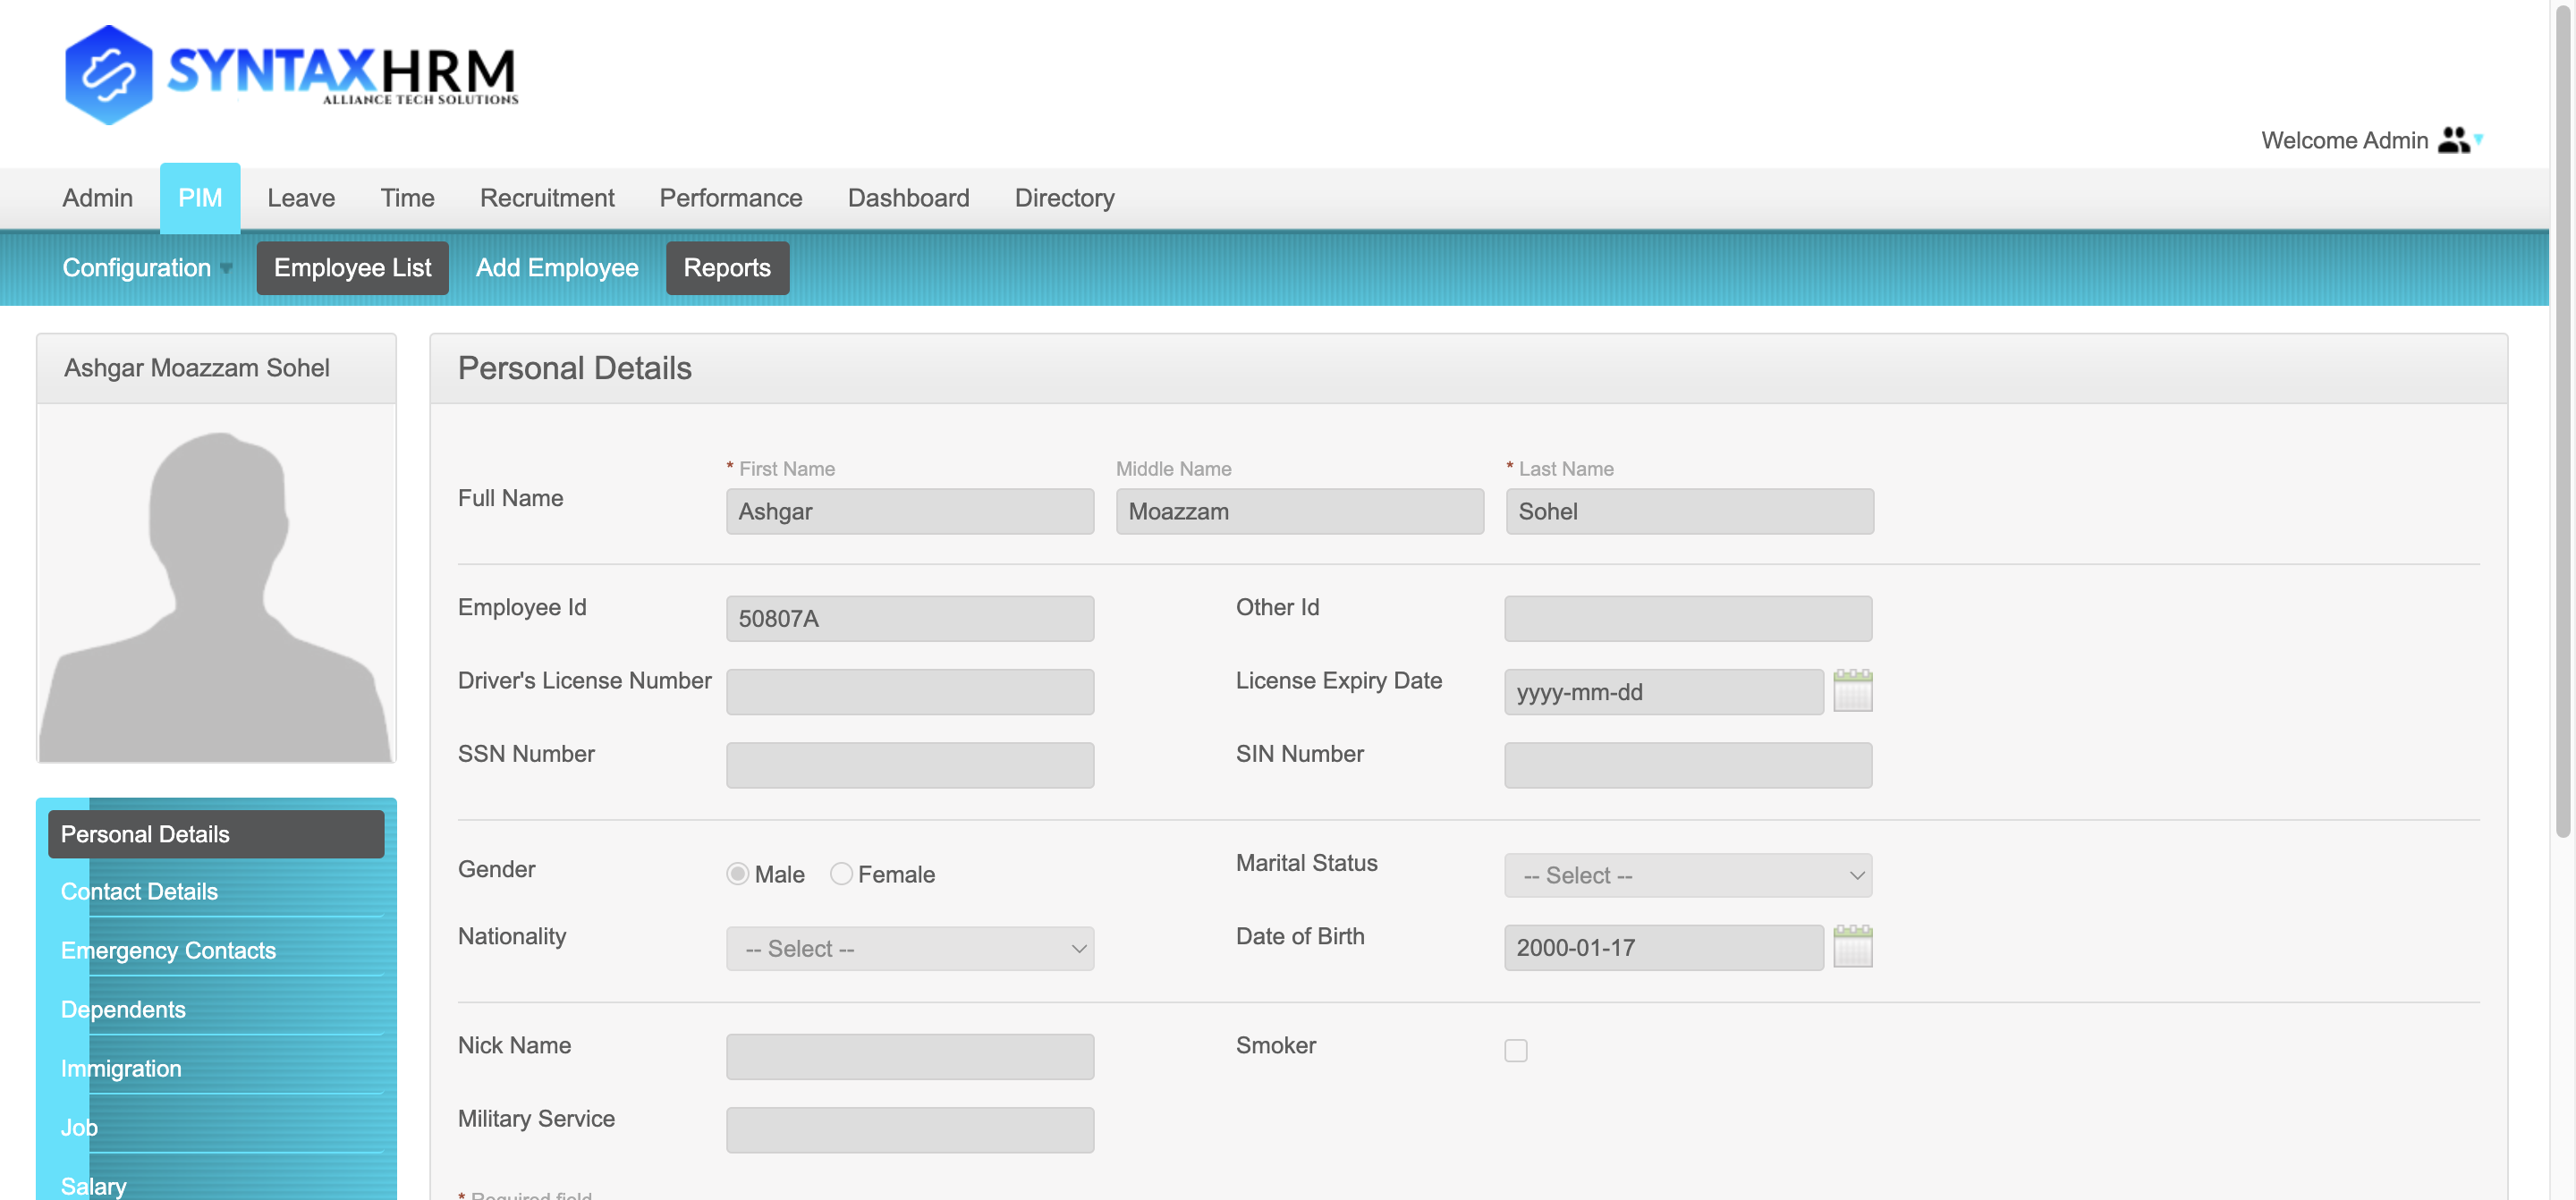 SYNTAXHRM
ALLIANCE TECH SOLUTIONS
Welcome Admin
Admin PIM Leave Time Recruitment Performance Dashboard Directory
Configuration Employee List Add Employee Reports
Ashgar Moazzam Sohel
Personal Details
* First Name Middle Name * Last Name
Full Name Ashgar Moazzam Sohel
Employee Id 50807A Other Id
Driver's License Number License Expiry Date yyyy-mm-dd
SSN Number SIN Number
Gender Male Female Marital Status -- Select --
Nationality -- Select -- Date of Birth 2000-01-17
Nick Name Smoker
Military Service
* Required field
Personal Details
Contact Details
Emergency Contacts
Dependents
Immigration
Job
Salary